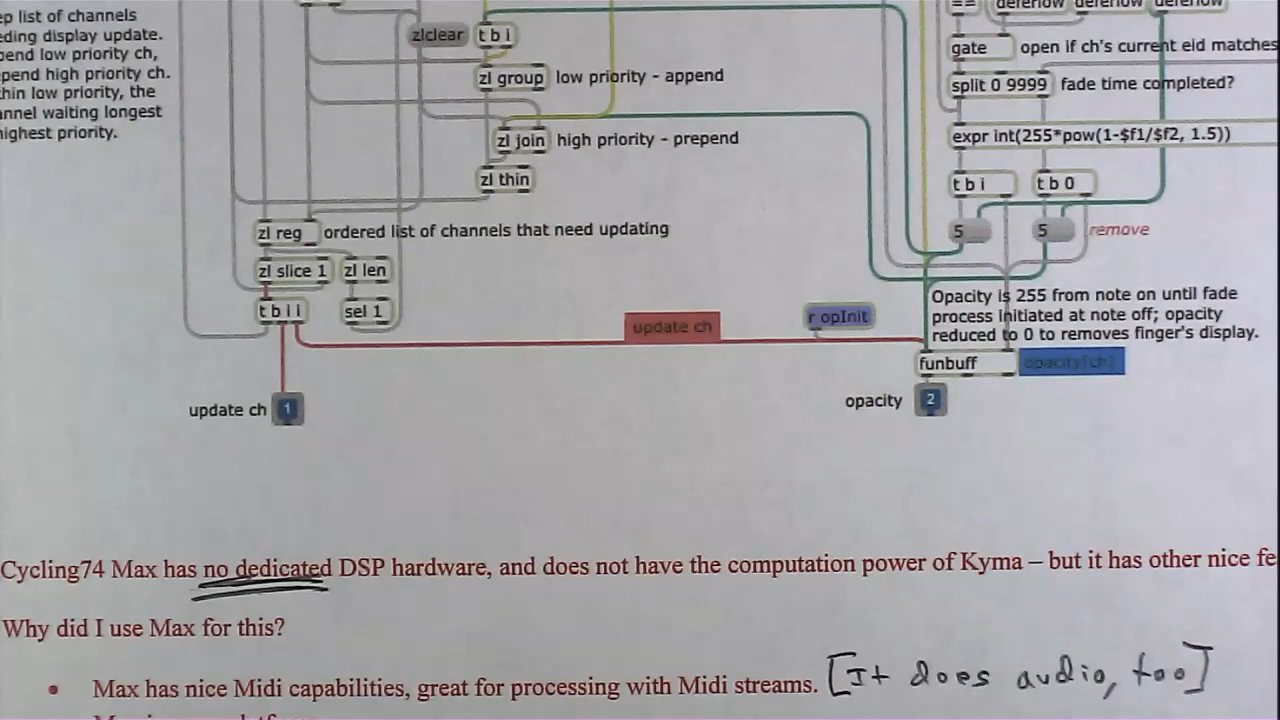 ep list of channels
eding display update.
pend low priority ch,
pend high priority ch.
hin low priority, the
annel waiting longest
highest priority.
zlclear
t b i
zl group low priority - append
zl join high priority - prepend
zl thin
zl reg ordered list of channels that need updating
zl slice 1 zl len
t b l l sel 1
update ch
r opInit
update ch 1
== deferlow deferlow deferlow
gate open if ch's current eid matches
split 0 9999 fade time completed?
expr int(255*pow(1-$f1/$f2, 1.5))
t b i t b 0
5 5 remove
Opacity is 255 from note on until fade
process initiated at note off; opacity
reduced to 0 to removes finger's display.
funbuff opacity[ch]
opacity 2
Cycling74 Max has no dedicated DSP hardware, and does not have the computation power of Kyma – but it has other nice fe
Why did I use Max for this?
• Max has nice Midi capabilities, great for processing with Midi streams. [It does audio, too]